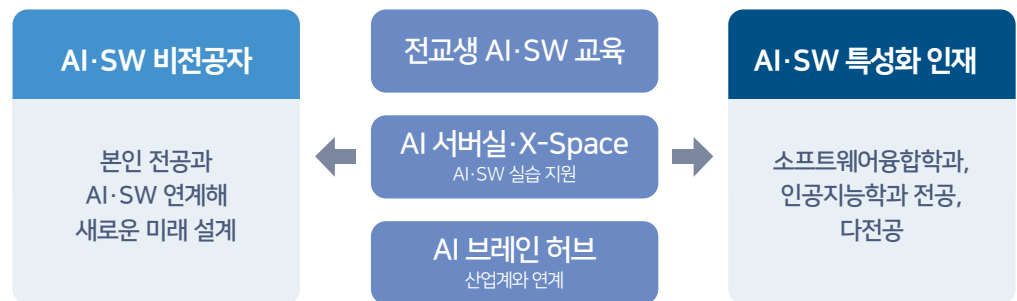 AI·SW 비전공자
본인 전공과
AI·SW 연계해
새로운 미래 설계
전교생 AI·SW 교육
AI 서버실·X-Space
AI·SW 실습 지원
AI 브레인 허브
산업계와 연계
AI·SW 특성화 인재
소프트웨어융합학과,
인공지능학과 전공,
다전공